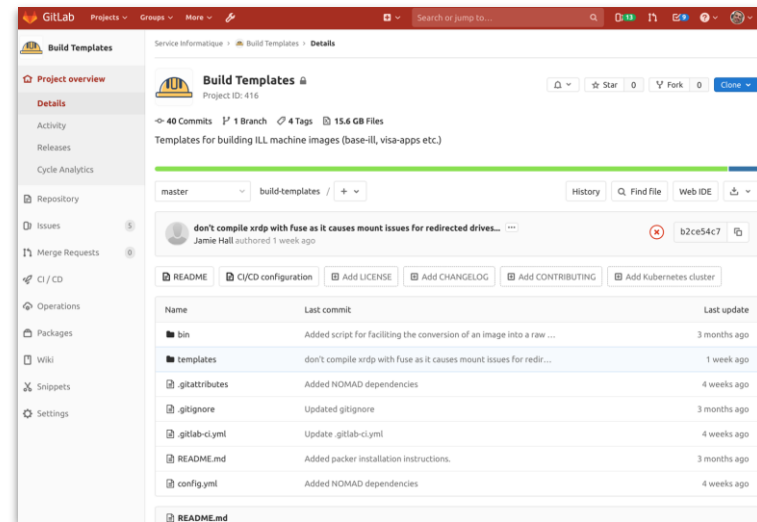 GitLab Projects Groups More Search or jump to... 13 9
Build Templates
Project overview
Details
Activity
Releases
Cycle Analytics
Repository
Issues 5
Merge Requests 0
CI / CD
Operations
Packages
Wiki
Snippets
Settings
Service Informatique > Build Templates > Details
Build Templates
Project ID: 416
Star 0 Fork 0 Clone
40 Commits 1 Branch 4 Tags 15.6 GB Files
Templates for building ILL machine images (base-ill, visa-apps etc.)
master build-templates / + History Find file Web IDE
don't compile xrdp with fuse as it causes mount issues for redirected drives...
Jamie Hall authored 1 week ago
b2ce54c7
README CI/CD configuration Add LICENSE Add CHANGELOG Add CONTRIBUTING Add Kubernetes cluster
Name Last commit Last update
bin Added script for faciliting the conversion of an image into a raw ... 3 months ago
templates don't compile xrdp with fuse as it causes mount issues for redir... 1 week ago
.gitattributes Added NOMAD dependencies 4 weeks ago
.gitignore Updated gitignore 3 months ago
.gitlab-ci.yml Update .gitlab-ci.yml 4 weeks ago
README.md Added packer installation instructions. 3 months ago
config.yml Added NOMAD dependencies 4 weeks ago
README.md